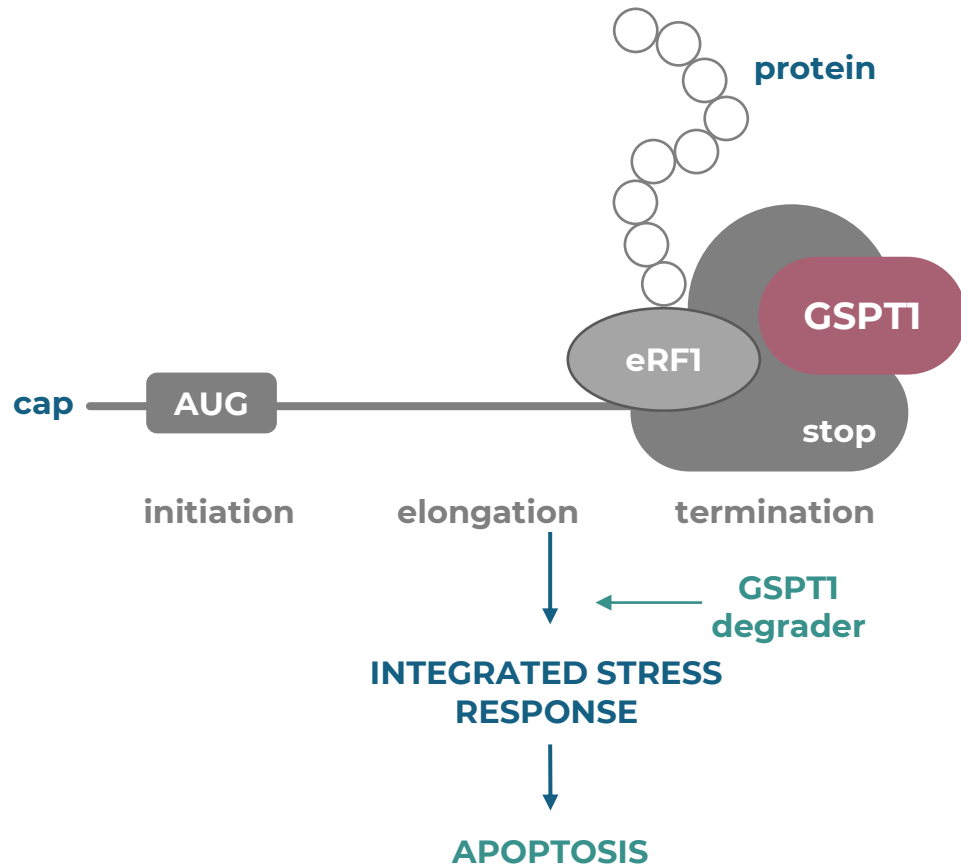 protein
GSPT1
eRF1
cap
AUG
stop
initiation
elongation
termination
GSPT1
degrader
INTEGRATED STRESS
RESPONSE
APOPTOSIS